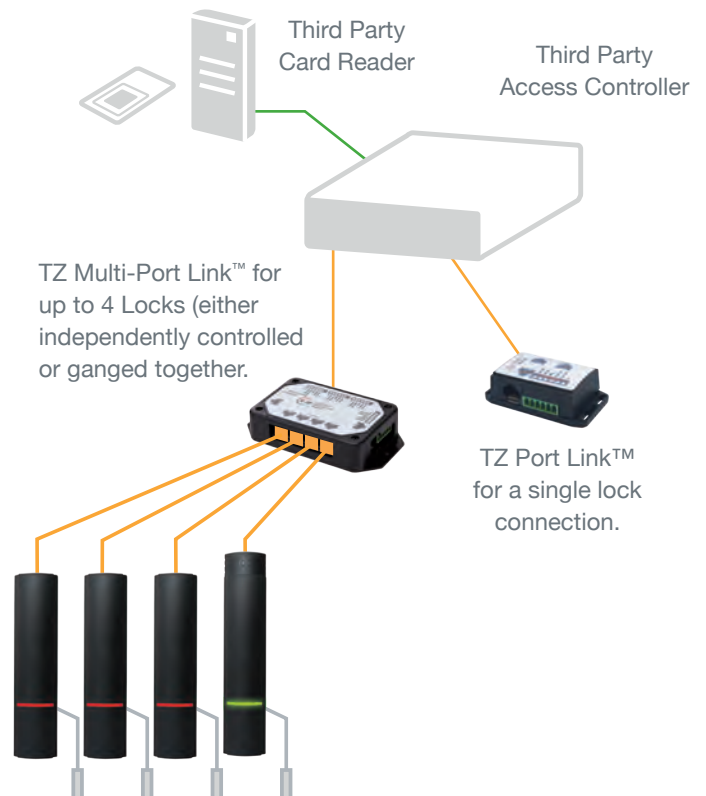 Third Party
Card Reader
Third Party
Access Controller
TZ Multi-Port Link™ for
up to 4 Locks (either
independently controlled
or ganged together.
TZ Port Link™
for a single lock
connection.